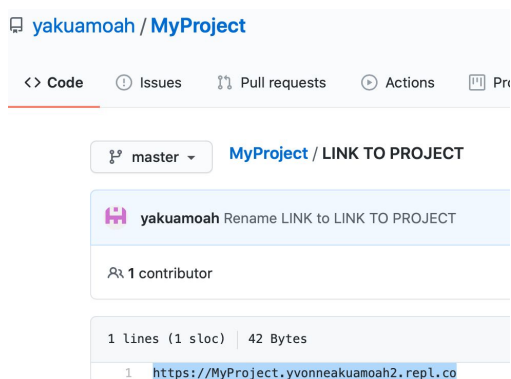 yakuamoah / MyProject
<> Code Issues Pull requests Actions
master MyProject / LINK TO PROJECT
yakuamoah Rename LINK to LINK TO PROJECT
1 contributor
1 lines (1 sloc) 42 Bytes
1 https://MyProject.yvonneakuamoah2.repl.co